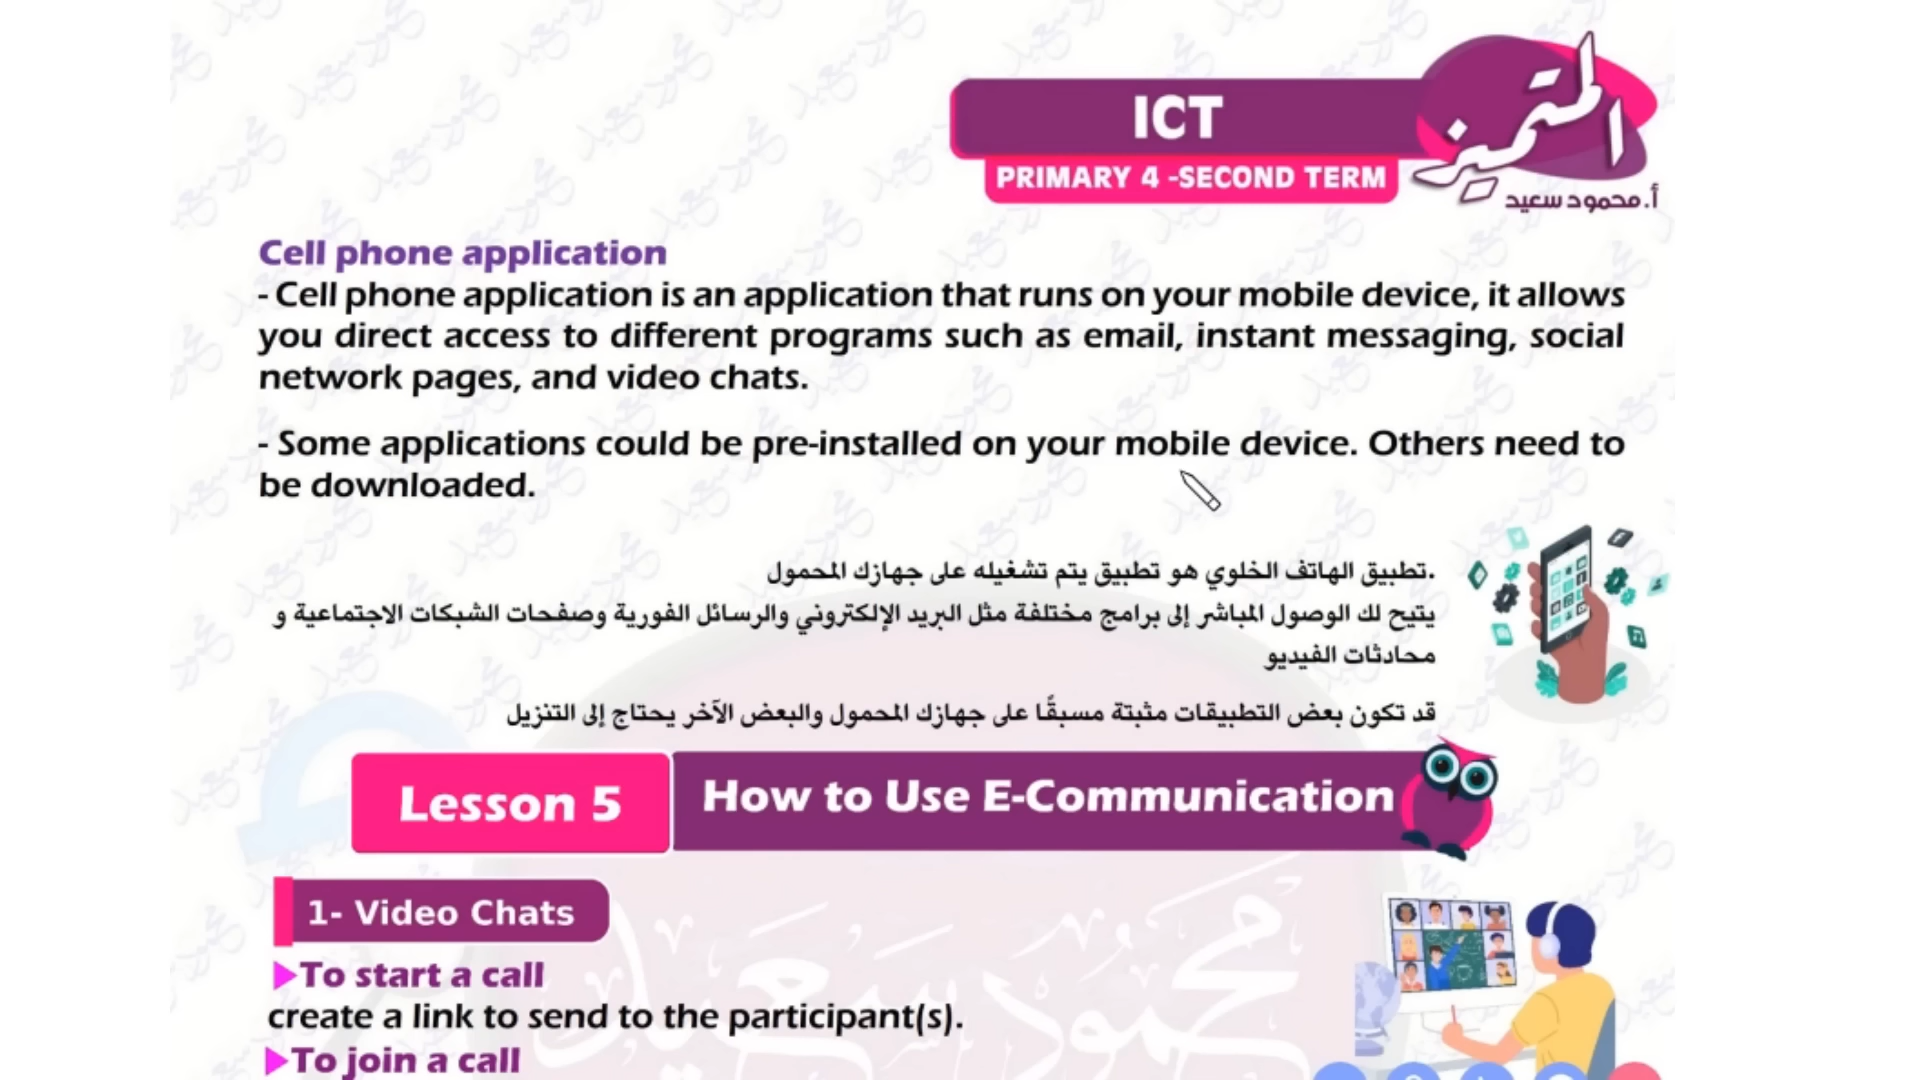 ICT
PRIMARY 4 -SECOND TERM
المتميز
أ. محمود سعيد
Cell phone application
- Cell phone application is an application that runs on your mobile device, it allows
you direct access to different programs such as email, instant messaging, social
network pages, and video chats.
- Some applications could be pre-installed on your mobile device. Others need to
be downloaded.
.تطبيق الهاتف الخلوي هو تطبيق يتم تشغيله على جهازك المحمول
يتيح لك الوصول المباشر إلى برامج مختلفة مثل البريد الإلكتروني والرسائل الفورية وصفحات الشبكات الاجتماعية و
محادثات الفيديو
قد تكون بعض التطبيقات مثبتة مسبقًا على جهازك المحمول والبعض الآخر يحتاج إلى التنزيل
Lesson 5
How to Use E-Communication
1- Video Chats
To start a call
create a link to send to the participant(s).
To join a call
محمود سعيد